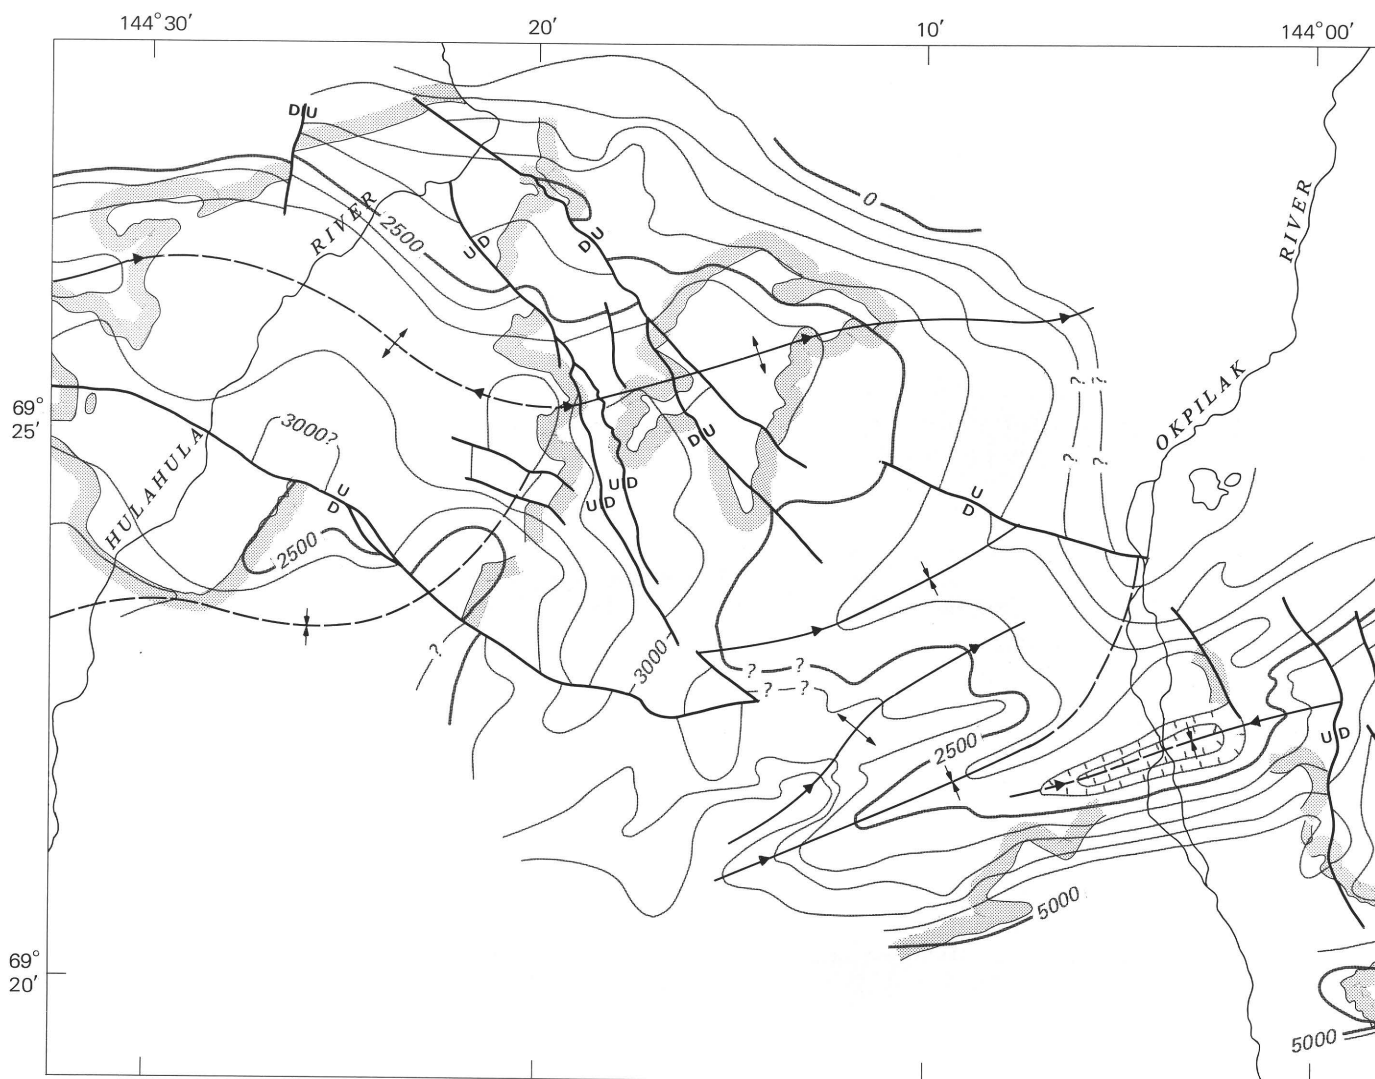 144°30′
20′
10′
144°00′
D U
0
RIVER
RIVER
2500
U D
D U
OKPILAK
?
?
69°
25′
3000?
D U
HULAHULA
?
?
U
D
U D
U D
U
D
2500
?
3000
?
?
?
?
U D
2500
5000
69°
20′
5000